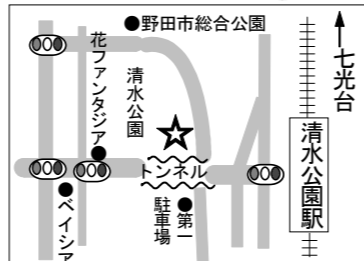 ●野田市総合公園
七光台
花ファンタジア●
清水公園
清水公園駅
トンネル
●ベイシア
●第一
駐車場